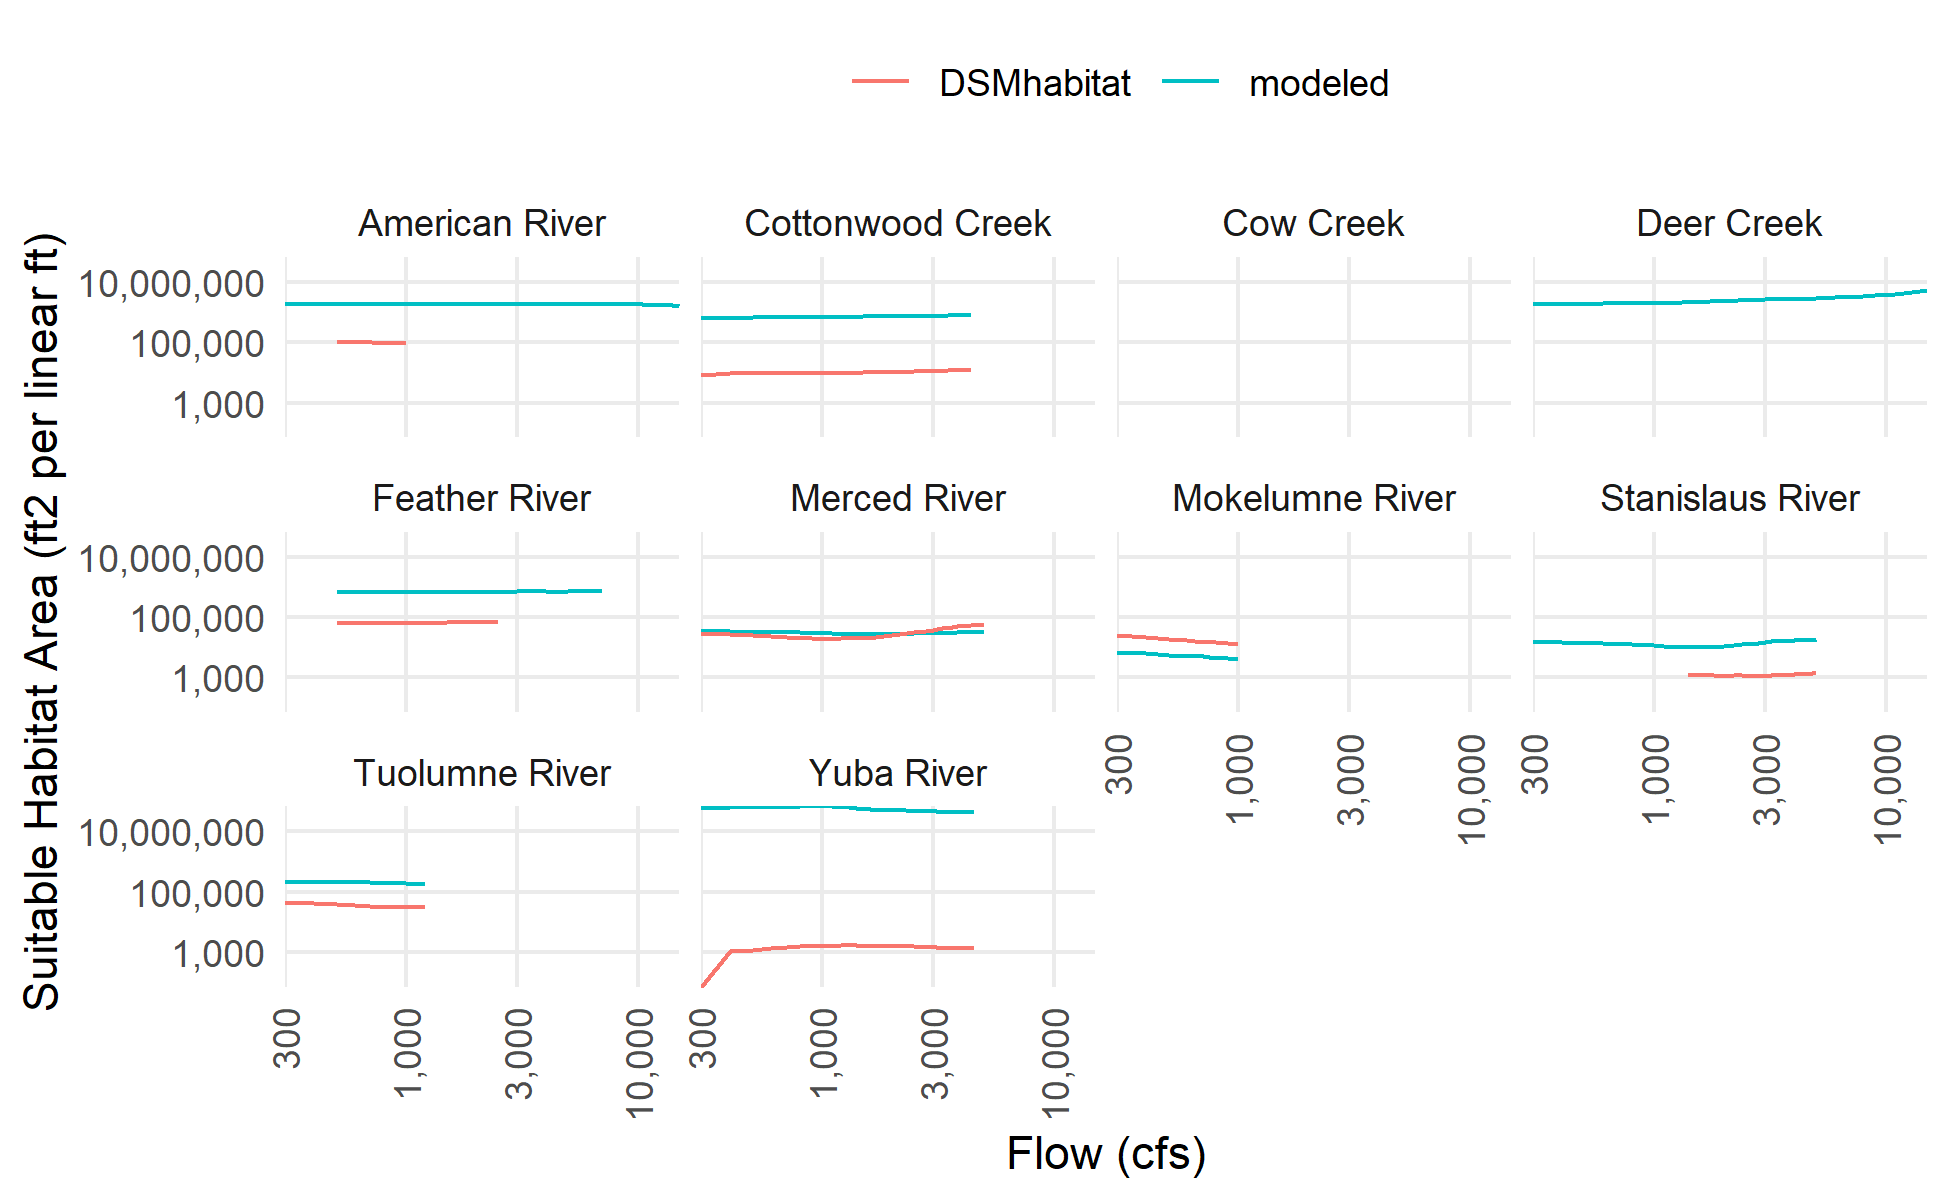 DSMhabitat modeled
Suitable Habitat Area (ft2 per linear ft)
American River Cottonwood Creek Cow Creek Deer Creek
10,000,000
100,000
1,000
Feather River Merced River Mokelumne River Stanislaus River
10,000,000
100,000
1,000
300 1,000 3,000 10,000 300 1,000 3,000 10,000
Tuolumne River Yuba River
10,000,000
100,000
1,000
300 1,000 3,000 10,000 300 1,000 3,000 10,000
Flow (cfs)